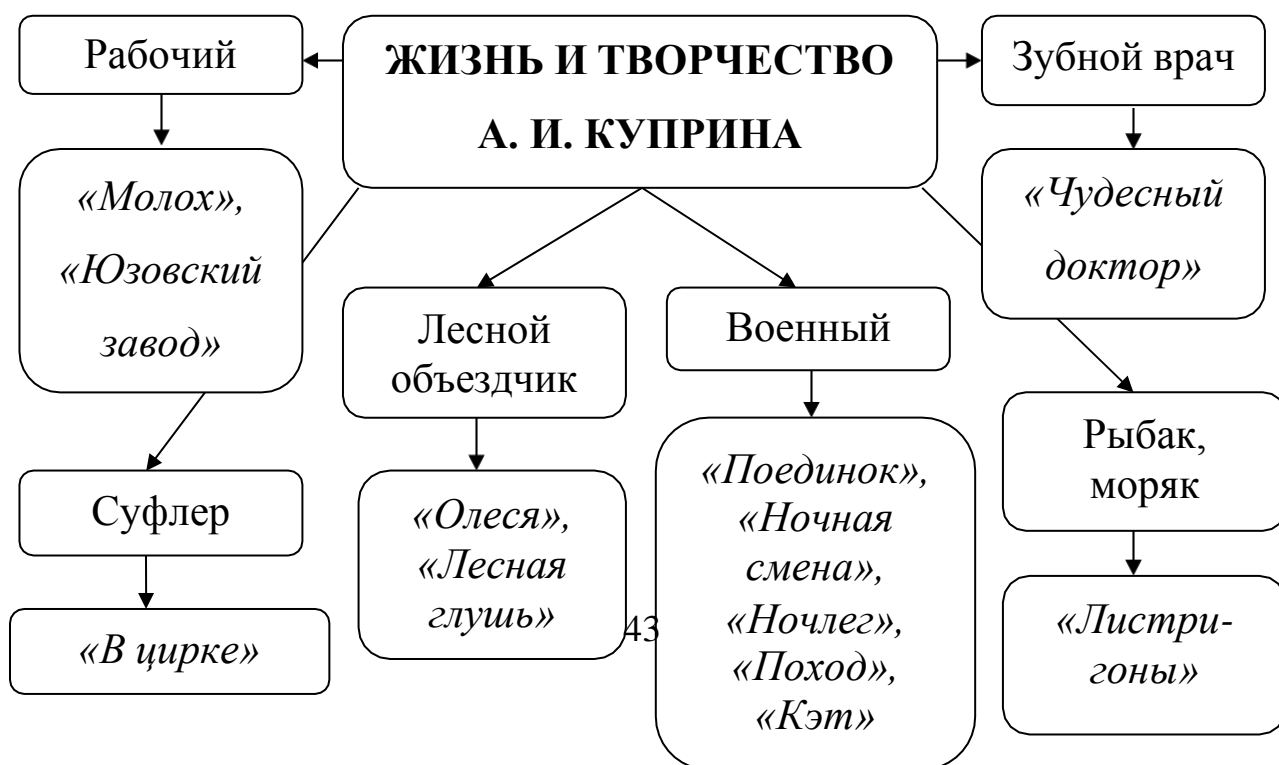 Рабочий
ЖИЗНЬ И ТВОРЧЕСТВО
А. И. КУПРИНА
Зубной врач
«Молох»,
«Юзовский
завод»
«Чудесный
доктор»
Лесной
объездчик
Военный
Рыбак,
моряк
Суфлер
«Олеся»,
«Лесная
глушь»
«Поединок»,
«Ночная
смена»,
«Ночлег»,
«Поход»,
«Кэт»
«Листри-
гоны»
«В цирке»
43